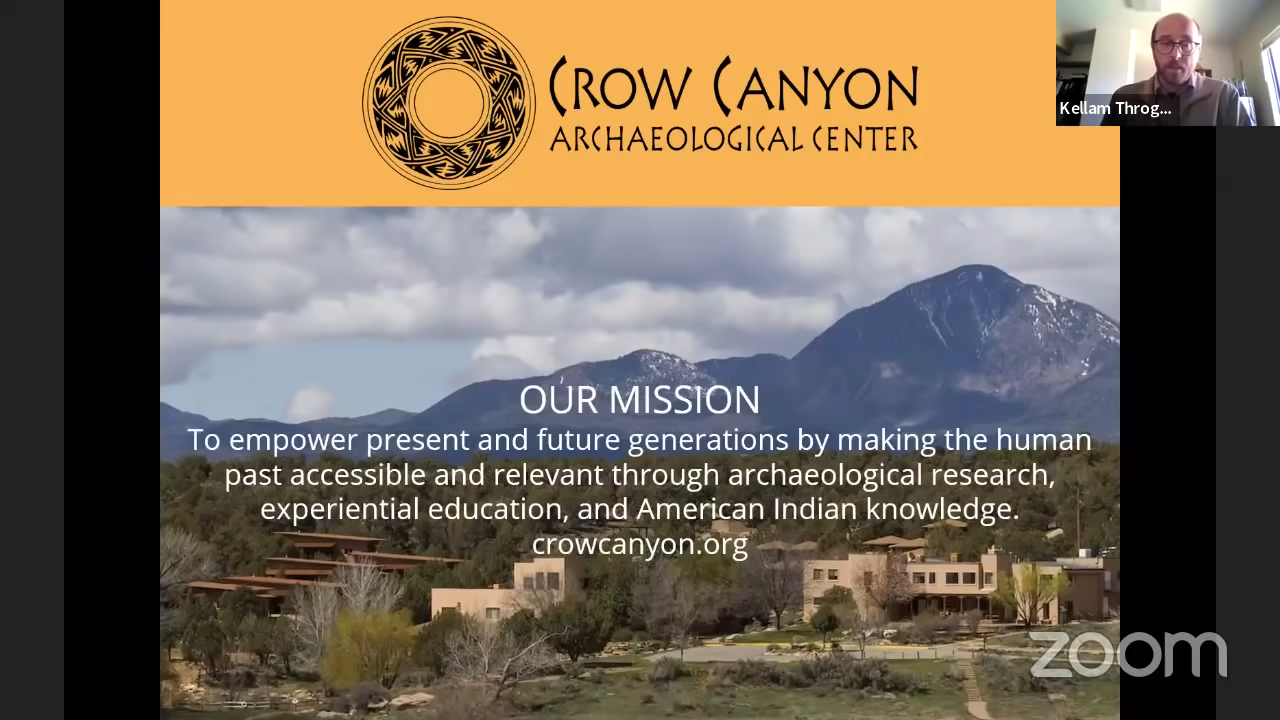 CROW CANYON
ARCHAEOLOGICAL CENTER
Kellam Throg...
OUR MISSION
To empower present and future generations by making the human
past accessible and relevant through archaeological research,
experiential education, and American Indian knowledge.
crowcanyon.org
zoom